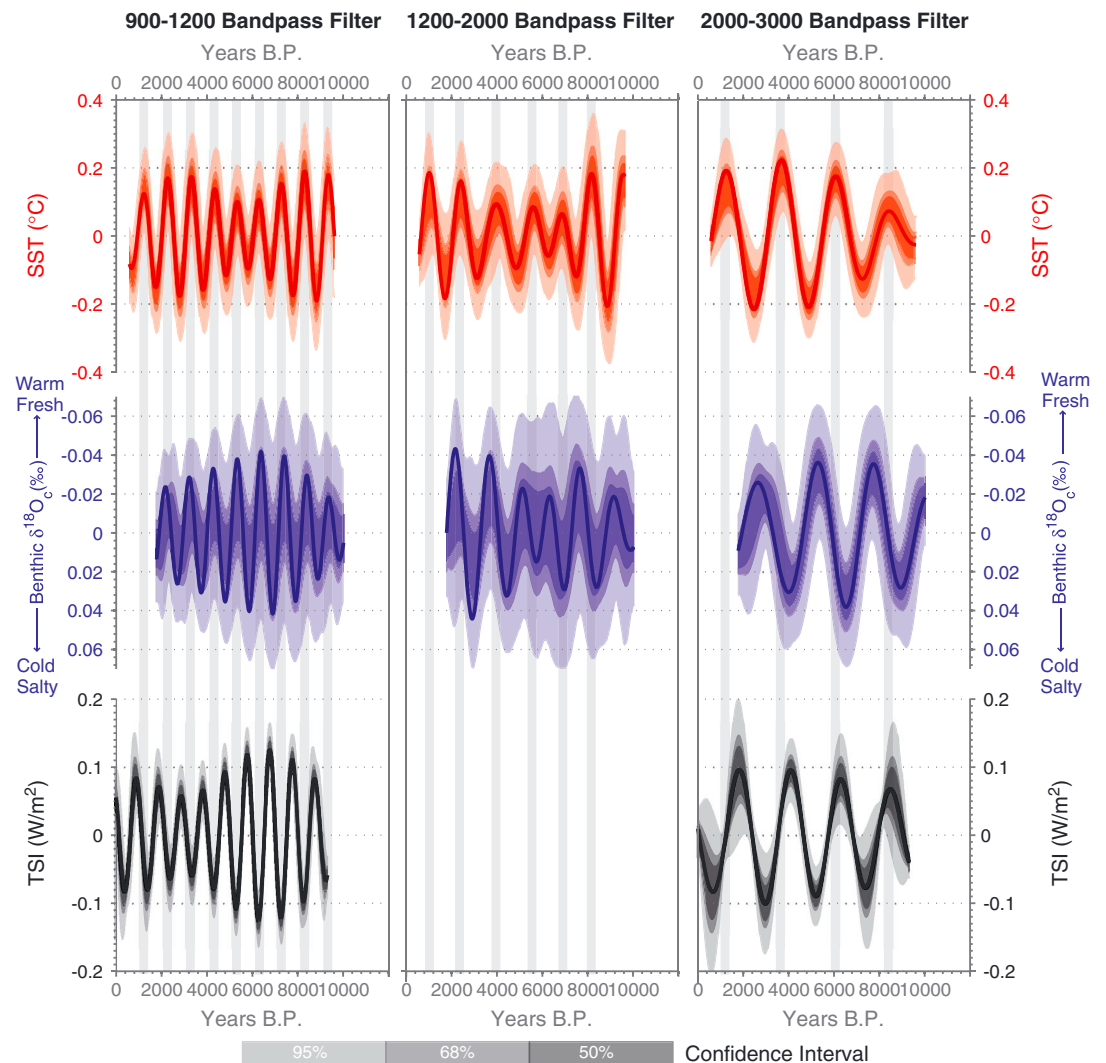 900-1200 Bandpass Filter 1200-2000 Bandpass Filter 2000-3000 Bandpass Filter
Years B.P. Years B.P. Years B.P.
0 2000 4000 6000 8000 10000 0 2000 4000 6000 8000 10000 0 2000 4000 6000 8000 10000
0.4 0.4
0.2 0.2
0 0
-0.2 -0.2
-0.4 -0.4
SST (°C) SST (°C)
Warm Warm
Fresh Fresh
-0.06 -0.06
-0.04 -0.04
-0.02 -0.02
0 0
0.02 0.02
0.04 0.04
0.06 0.06
Benthic δ¹⁸Oc(‰) Benthic δ¹⁸Oc(‰)
Cold Cold
Salty Salty
0.2 0.2
0.1 0.1
0 0
-0.1 -0.1
-0.2 -0.2
TSI (W/m²) TSI (W/m²)
0 2000 4000 6000 8000 10000 0 2000 4000 6000 8000 10000 0 2000 4000 6000 8000 10000
Years B.P. Years B.P. Years B.P.
95% 68% 50% Confidence Interval